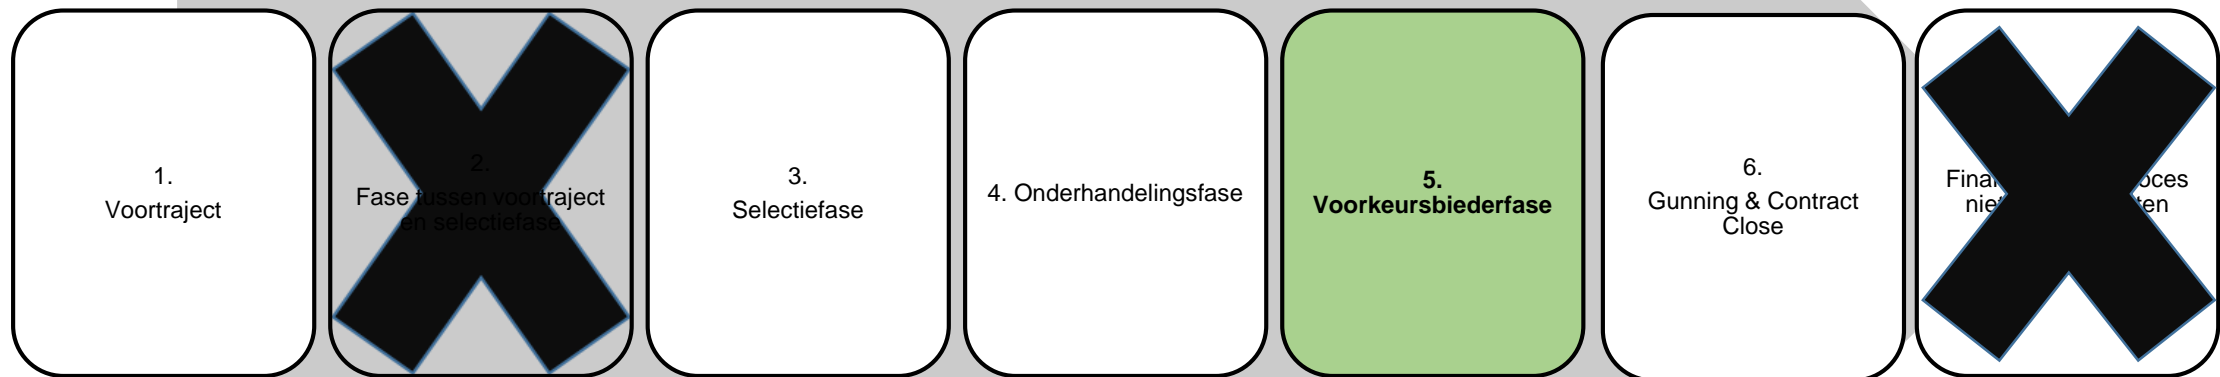 1.
Voortraject
2.
Fase tussen voortraject
en selectiefase
3.
Selectiefase
4. Onderhandelingsfase
5.
Voorkeursbiederfase
6.
Gunning & Contract
Close